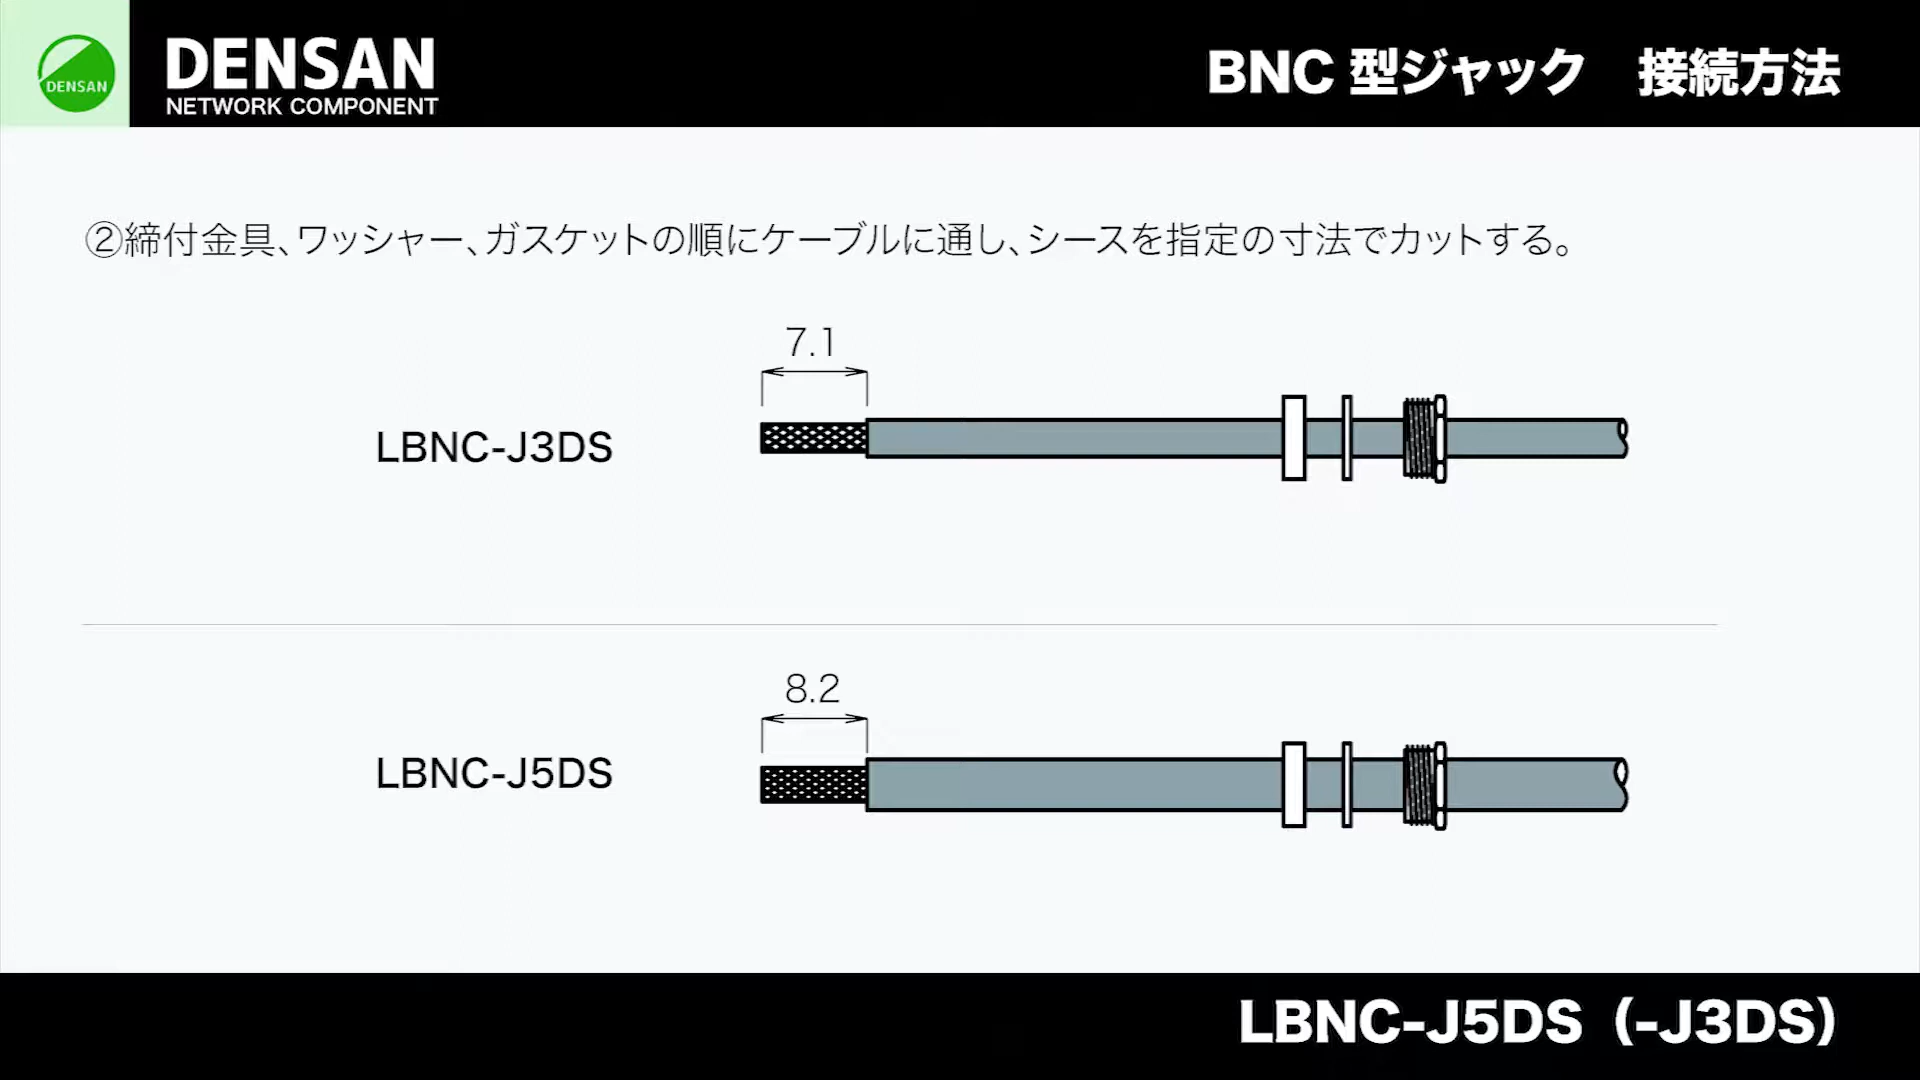 DENSAN
DENSAN
NETWORK COMPONENT
BNC 型ジャック　接続方法
②締付金具、ワッシャー、ガスケットの順にケーブルに通し、シースを指定の寸法でカットする。
7.1
LBNC-J3DS
8.2
LBNC-J5DS
LBNC-J5DS（-J3DS）